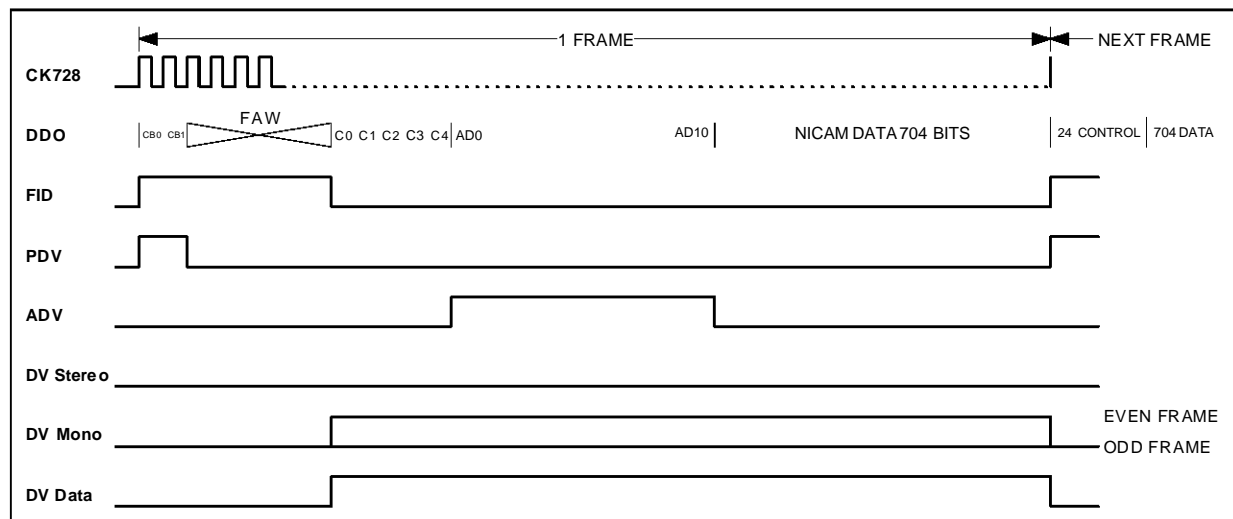 1 FRAME NEXT FRAME
CK728
FAW
DDO CB0 CB1 C0 C1 C2 C3 C4 AD0 AD10 NICAM DATA 704 BITS 24 CONTROL 704 DATA
FID
PDV
ADV
DV Stereo
EVEN FRAME
DV Mono
ODD FRAME
DV Data